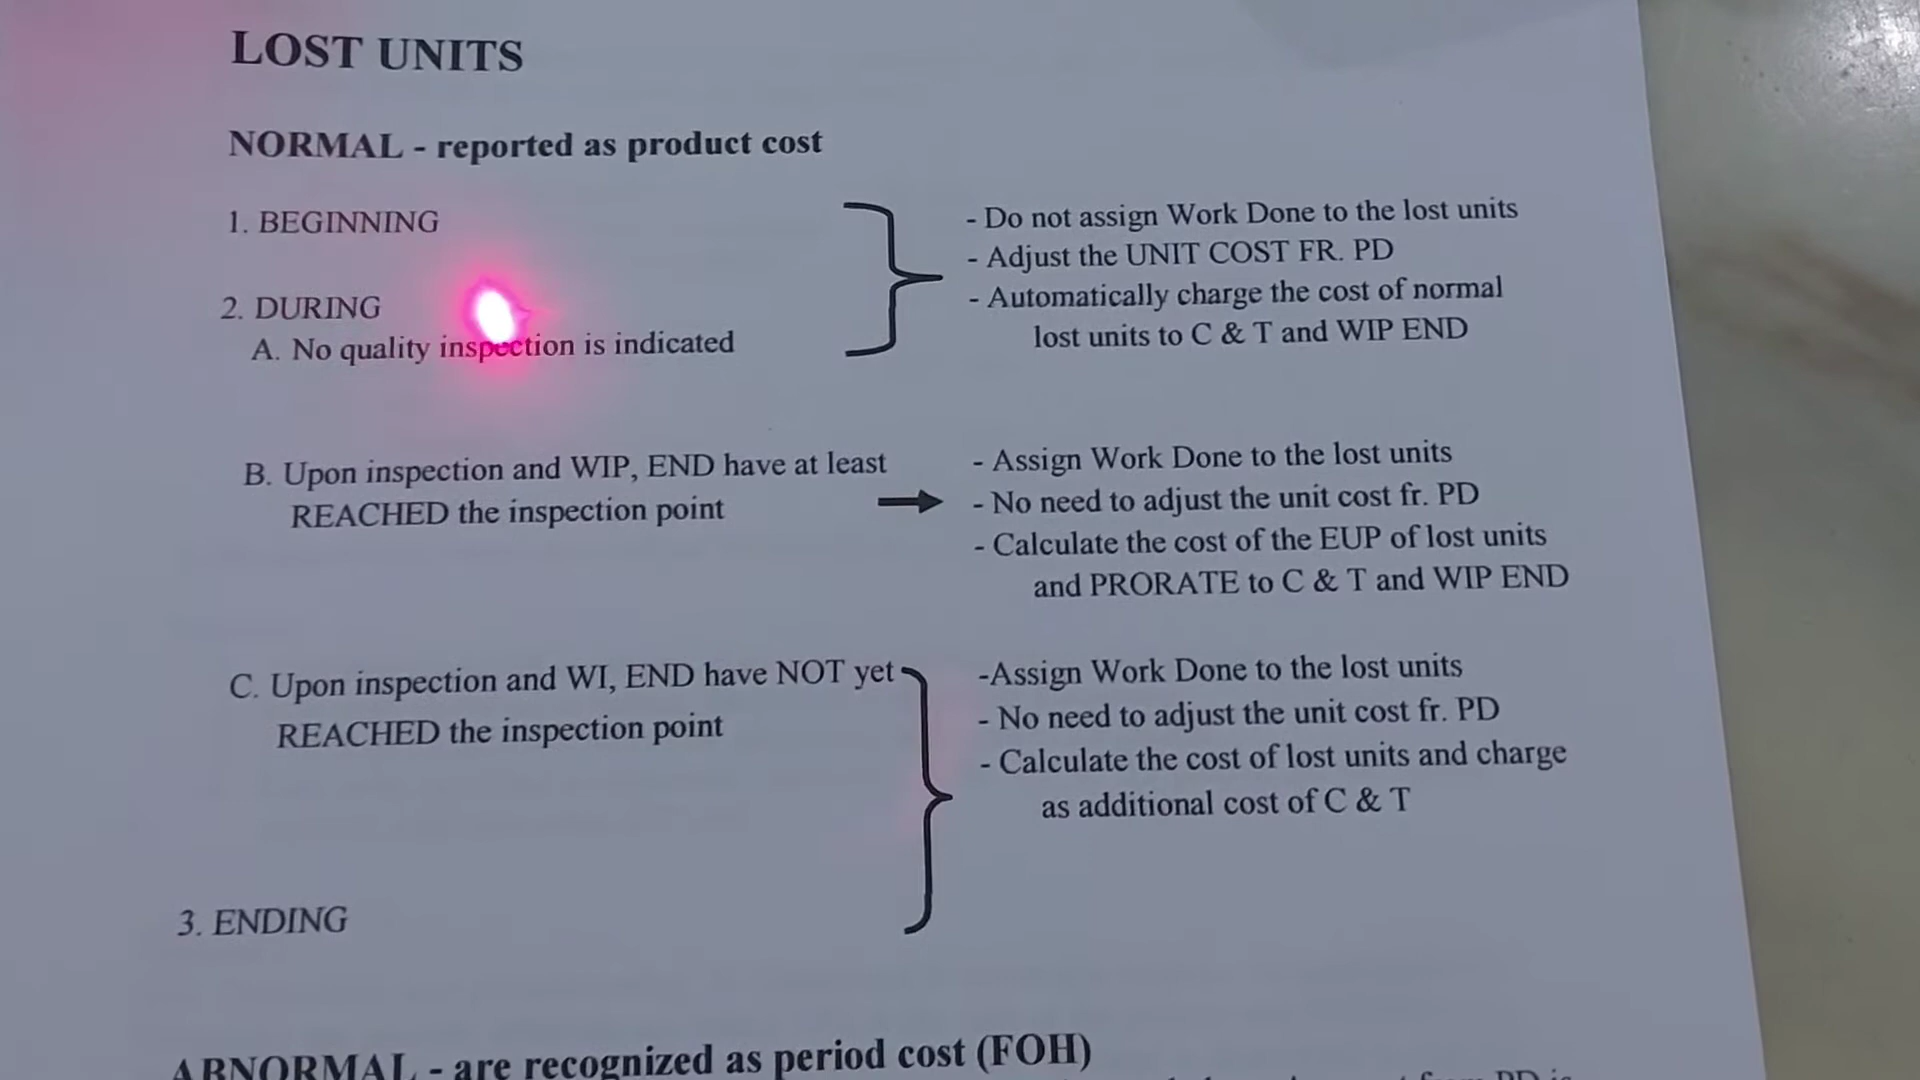 LOST UNITS
NORMAL - reported as product cost
1. BEGINNING
2. DURING
A. No quality inspection is indicated
- Do not assign Work Done to the lost units
- Adjust the UNIT COST FR. PD
- Automatically charge the cost of normal
lost units to C & T and WIP END
B. Upon inspection and WIP, END have at least
REACHED the inspection point
- Assign Work Done to the lost units
- No need to adjust the unit cost fr. PD
- Calculate the cost of the EUP of lost units
and PRORATE to C & T and WIP END
C. Upon inspection and WI, END have NOT yet
REACHED the inspection point
-Assign Work Done to the lost units
- No need to adjust the unit cost fr. PD
- Calculate the cost of lost units and charge
as additional cost of C & T
3. ENDING
ABNORMAL - are recognized as period cost (FOH)
PD is